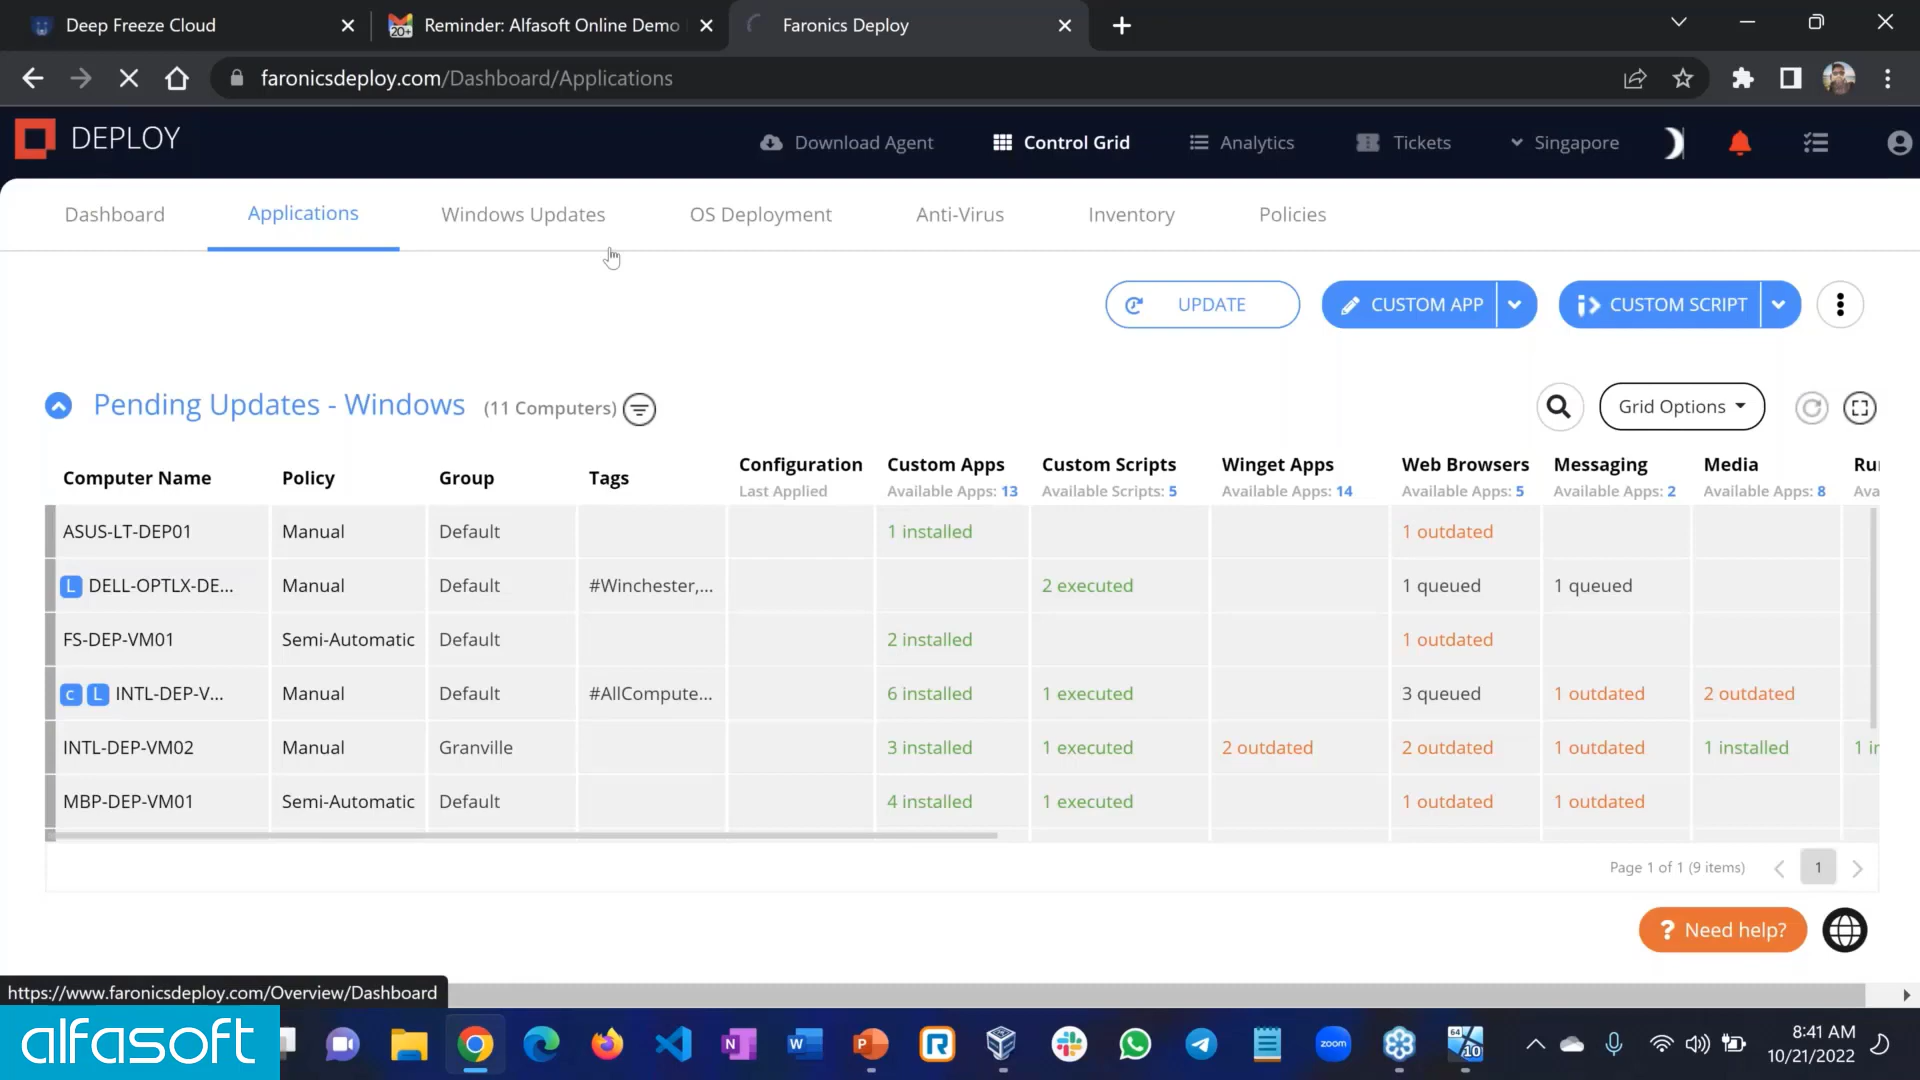 Deep Freeze Cloud
20+
Reminder: Alfasoft Online Demo
Faronics Deploy
faronicsdeploy.com/Dashboard/Applications
DEPLOY
Download Agent
Control Grid
Analytics
Tickets
Singapore
Dashboard
Applications
Windows Updates
OS Deployment
Anti-Virus
Inventory
Policies
UPDATE
CUSTOM APP
CUSTOM SCRIPT
Pending Updates - Windows (11 Computers)
Grid Options
Computer Name Policy Group Tags Configuration Custom Apps Custom Scripts Winget Apps Web Browsers Messaging Media Ru
Last Applied Available Apps: 13 Available Scripts: 5 Available Apps: 14 Available Apps: 5 Available Apps: 2 Available Apps: 8 Ava
ASUS-LT-DEP01 Manual Default 1 installed 1 outdated
L DELL-OPTLX-DE... Manual Default #Winchester,... 2 executed 1 queued 1 queued
FS-DEP-VM01 Semi-Automatic Default 2 installed 1 outdated
c L INTL-DEP-V... Manual Default #AllCompute... 6 installed 1 executed 3 queued 1 outdated 2 outdated
INTL-DEP-VM02 Manual Granville 3 installed 1 executed 2 outdated 2 outdated 1 outdated 1 installed 1 in
MBP-DEP-VM01 Semi-Automatic Default 4 installed 1 executed 1 outdated 1 outdated
Page 1 of 1 (9 items) 1
? Need help?
https://www.faronicsdeploy.com/Overview/Dashboard
alfasoft
N
W
P
R
zoom
64
10
8:41 AM
10/21/2022